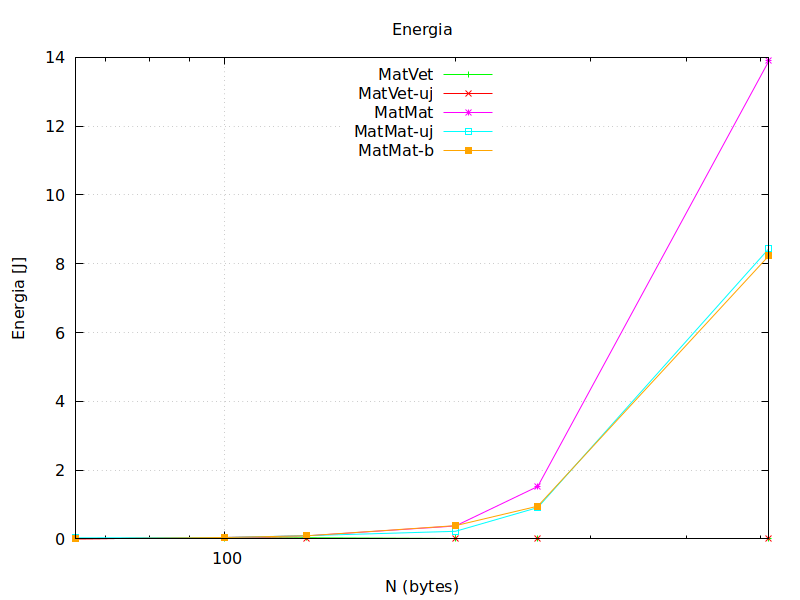 Energia
MatVet
MatVet-uj
MatMat
MatMat-uj
MatMat-b
14
12
10
8
6
4
2
0
Energia [J]
100
N (bytes)